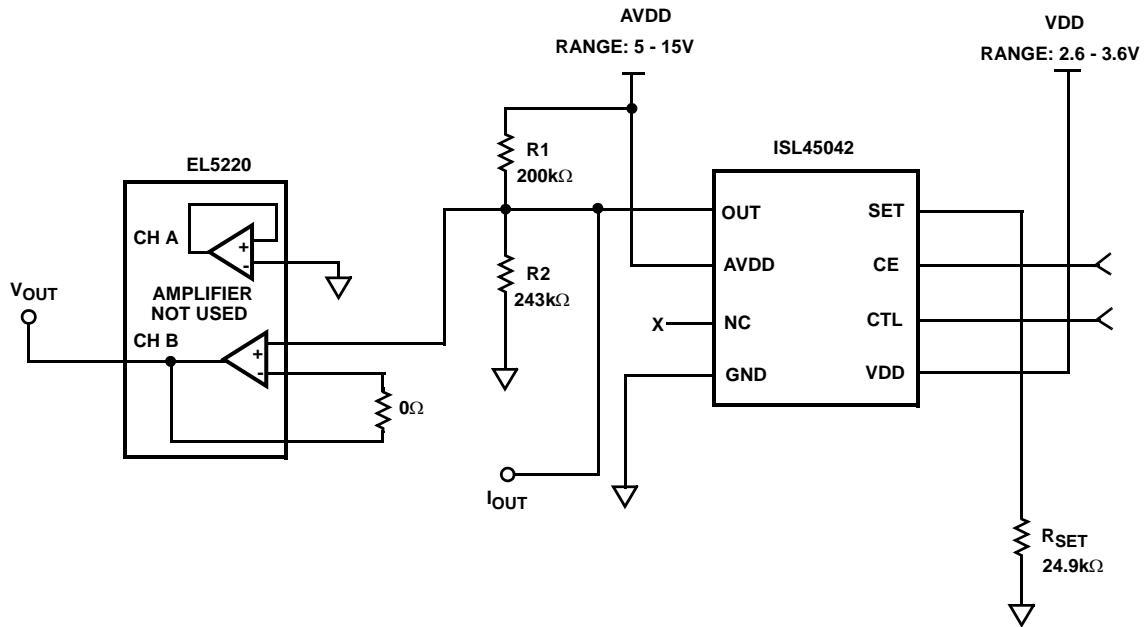 AVDD
RANGE: 5 - 15V
VDD
RANGE: 2.6 - 3.6V
R1
200kΩ
EL5220
ISL45042
CH A
+
-
OUT
SET
R2
243kΩ
AVDD
CE
VOUT
AMPLIFIER
NOT USED
X
NC
CTL
CH B
+
-
GND
VDD
0Ω
IOUT
RSET
24.9kΩ